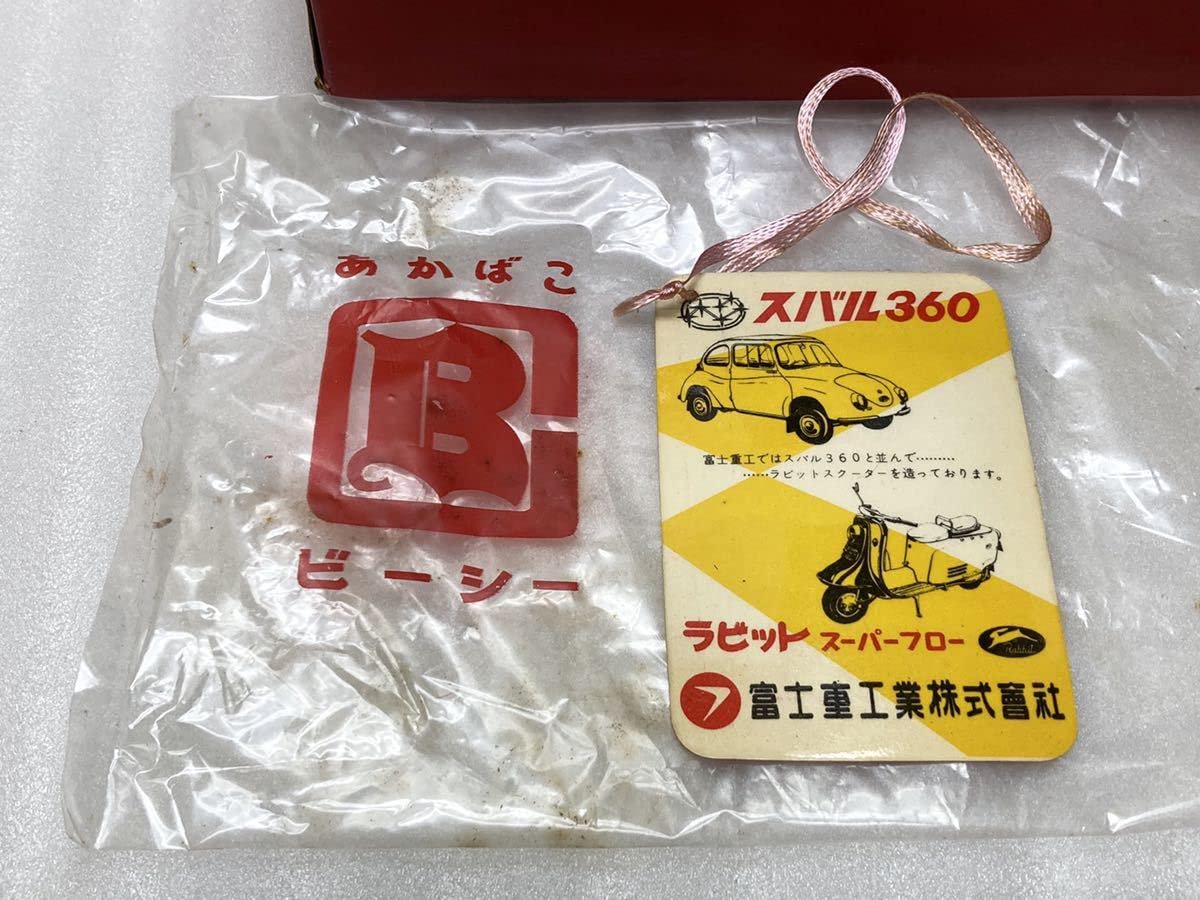 あかばこ
B
ビーシー
スバル360
富士重工ではスバル360と並んで………
……ラビットスクーターを造っております。
ラビット スーパーフロー
Rabbit
富士重工業株式會社